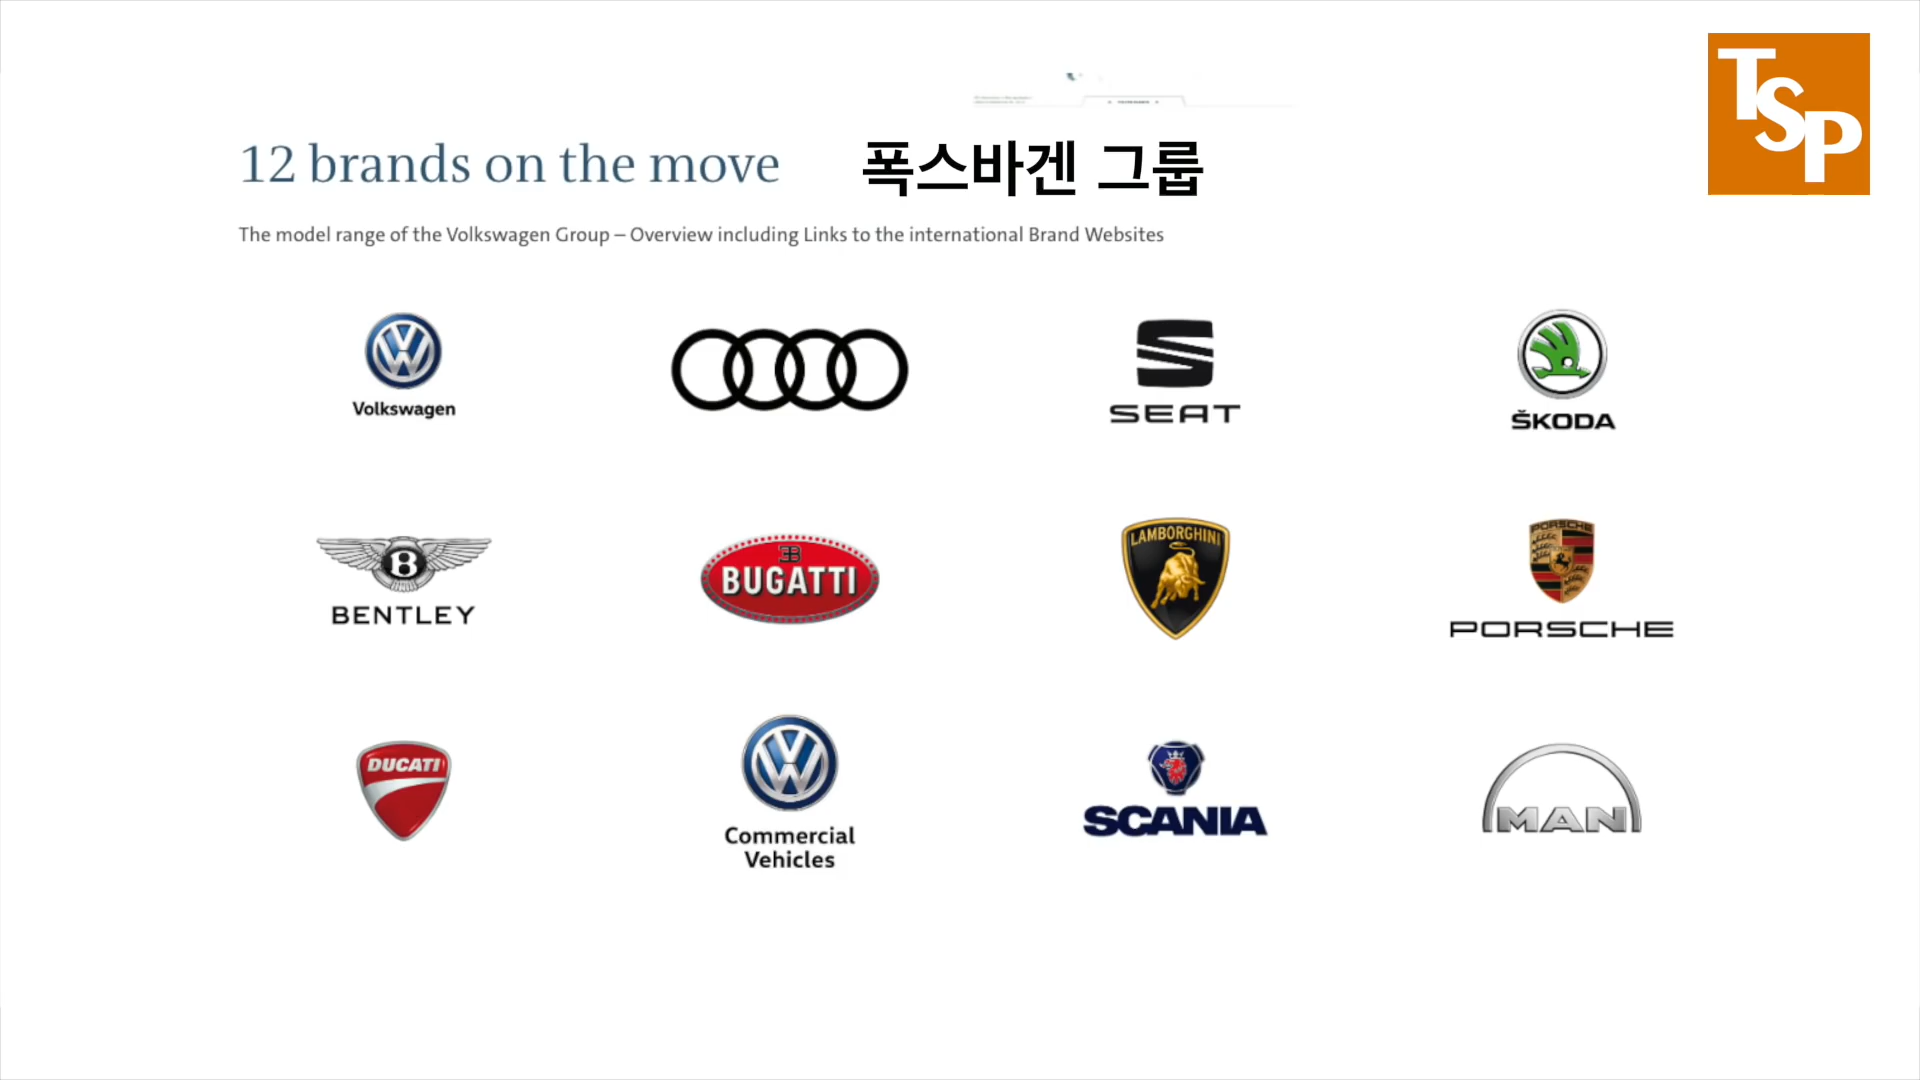 TSP
12 brands on the move
폭스바겐 그룹
The model range of the Volkswagen Group – Overview including Links to the international Brand Websites
Volkswagen
SEAT
ŠKODA
B
BENTLEY
EB
BUGATTI
LAMBORGHINI
PORSCHE
PORSCHE
DUCATI
Commercial
Vehicles
SCANIA
MAN